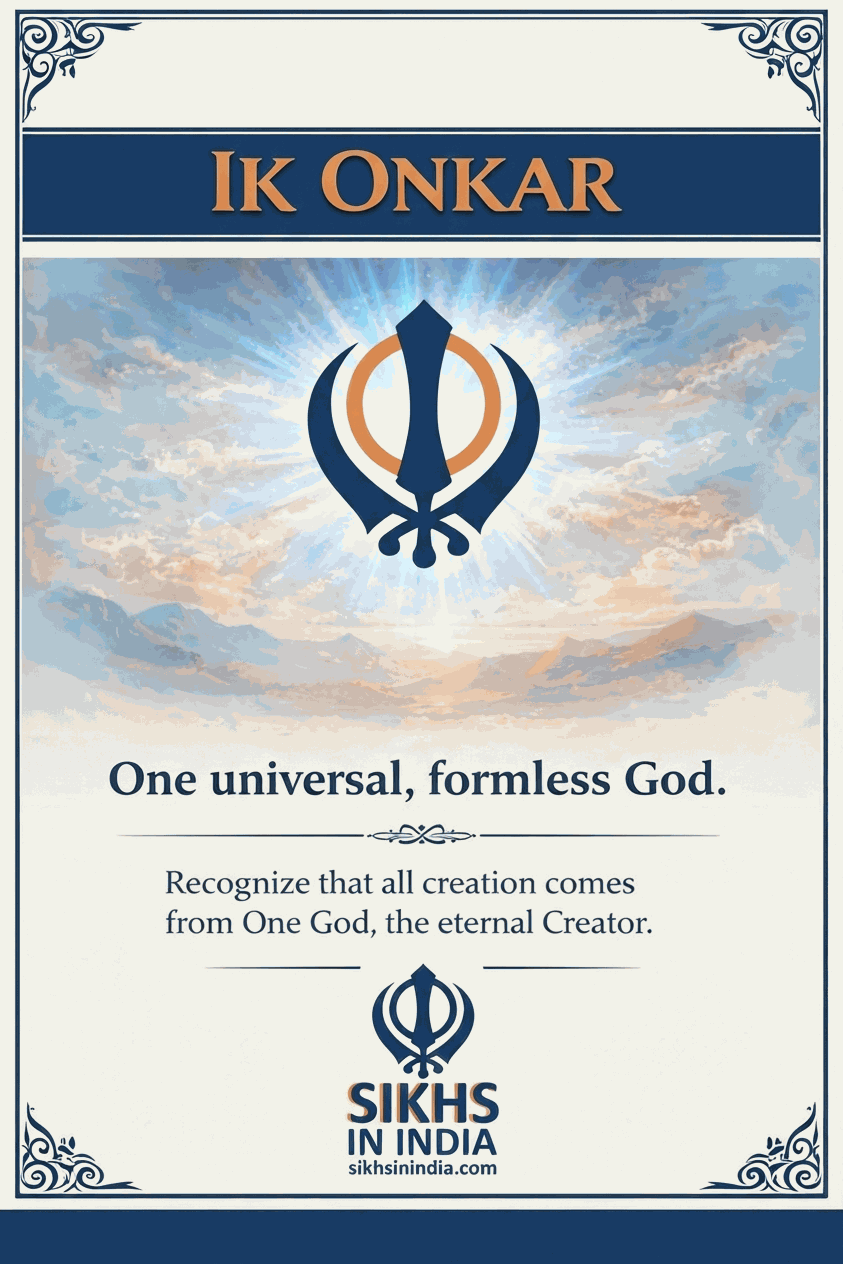 IK ONKAR
One universal, formless God.
Recognize that all creation comes
from One God, the eternal Creator.
SIKHS
IN INDIA
sikhsinindia.com